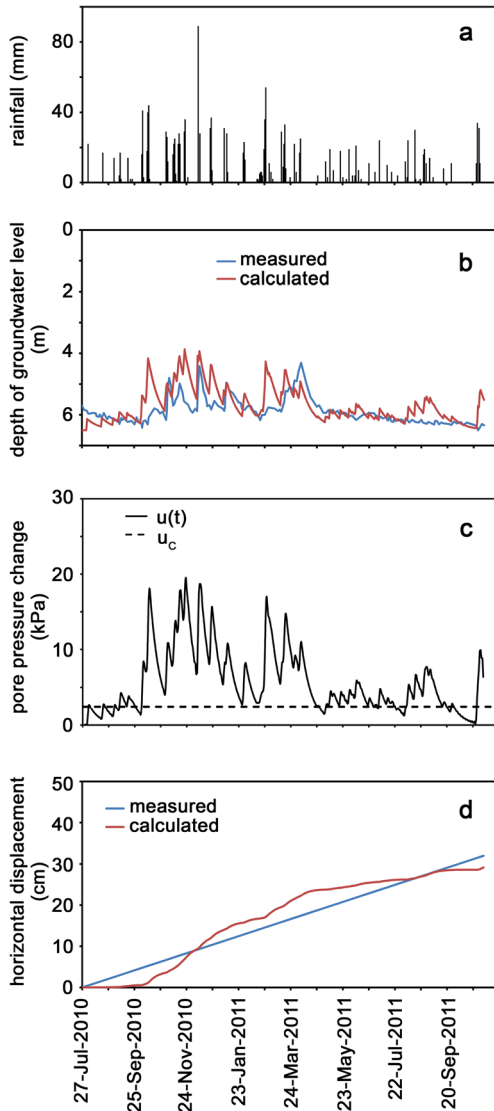 a
rainfall (mm)
80
40
0
b
depth of groundwater level
(m)
0
2
4
6
measured
calculated
c
pore pressure change
(kPa)
30
20
10
0
u(t)
uc
d
horizontal displacement
(cm)
50
40
30
20
10
0
measured
calculated
27-Jul-2010
25-Sep-2010
24-Nov-2010
23-Jan-2011
24-Mar-2011
23-May-2011
22-Jul-2011
20-Sep-2011